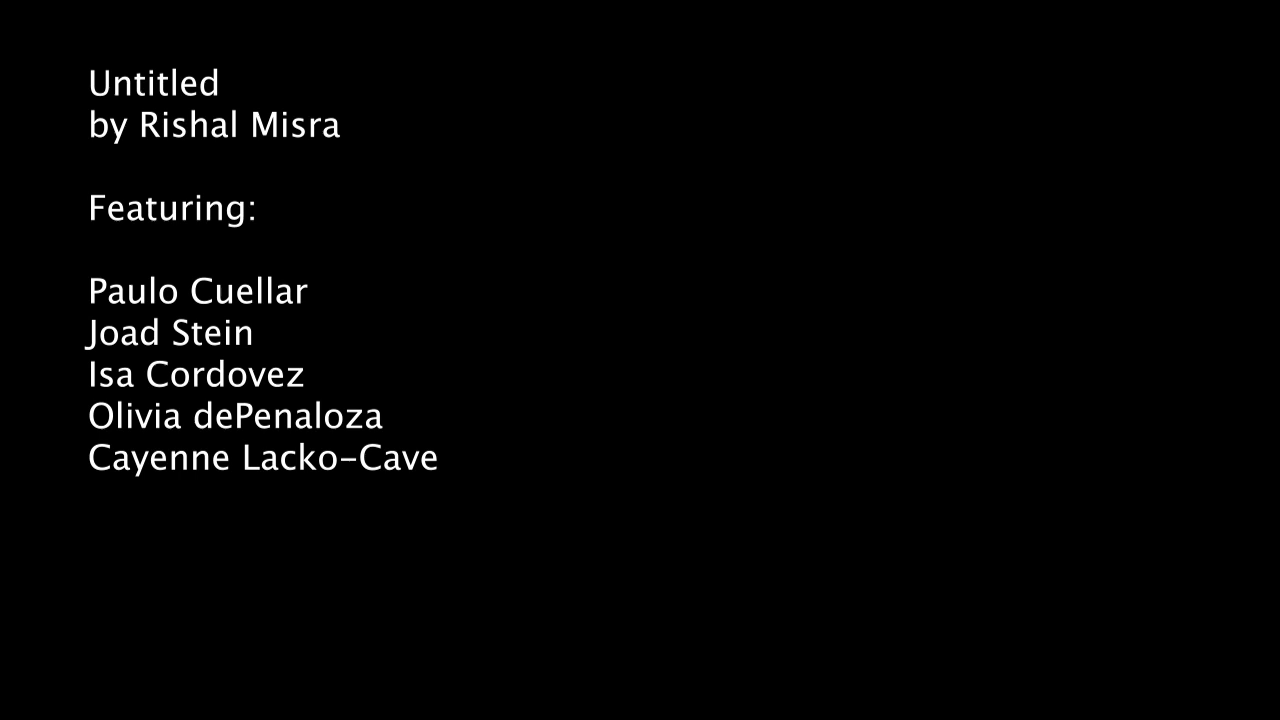 Untitled
by Rishal Misra
Featuring:
Paulo Cuellar
Joad Stein
Isa Cordovez
Olivia dePenaloza
Cayenne Lacko-Cave